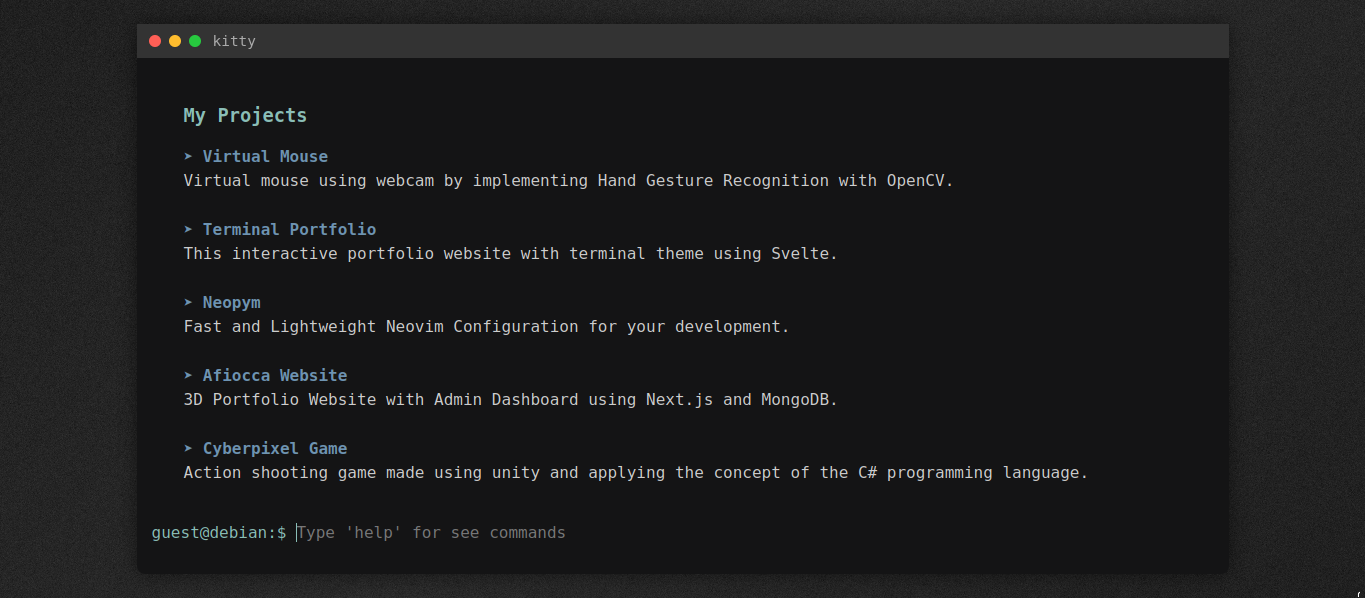 kitty
My Projects
➤ Virtual Mouse
Virtual mouse using webcam by implementing Hand Gesture Recognition with OpenCV.
➤ Terminal Portfolio
This interactive portfolio website with terminal theme using Svelte.
➤ Neopym
Fast and Lightweight Neovim Configuration for your development.
➤ Afiocca Website
3D Portfolio Website with Admin Dashboard using Next.js and MongoDB.
➤ Cyberpixel Game
Action shooting game made using unity and applying the concept of the C# programming language.
guest@debian:$ Type 'help' for see commands